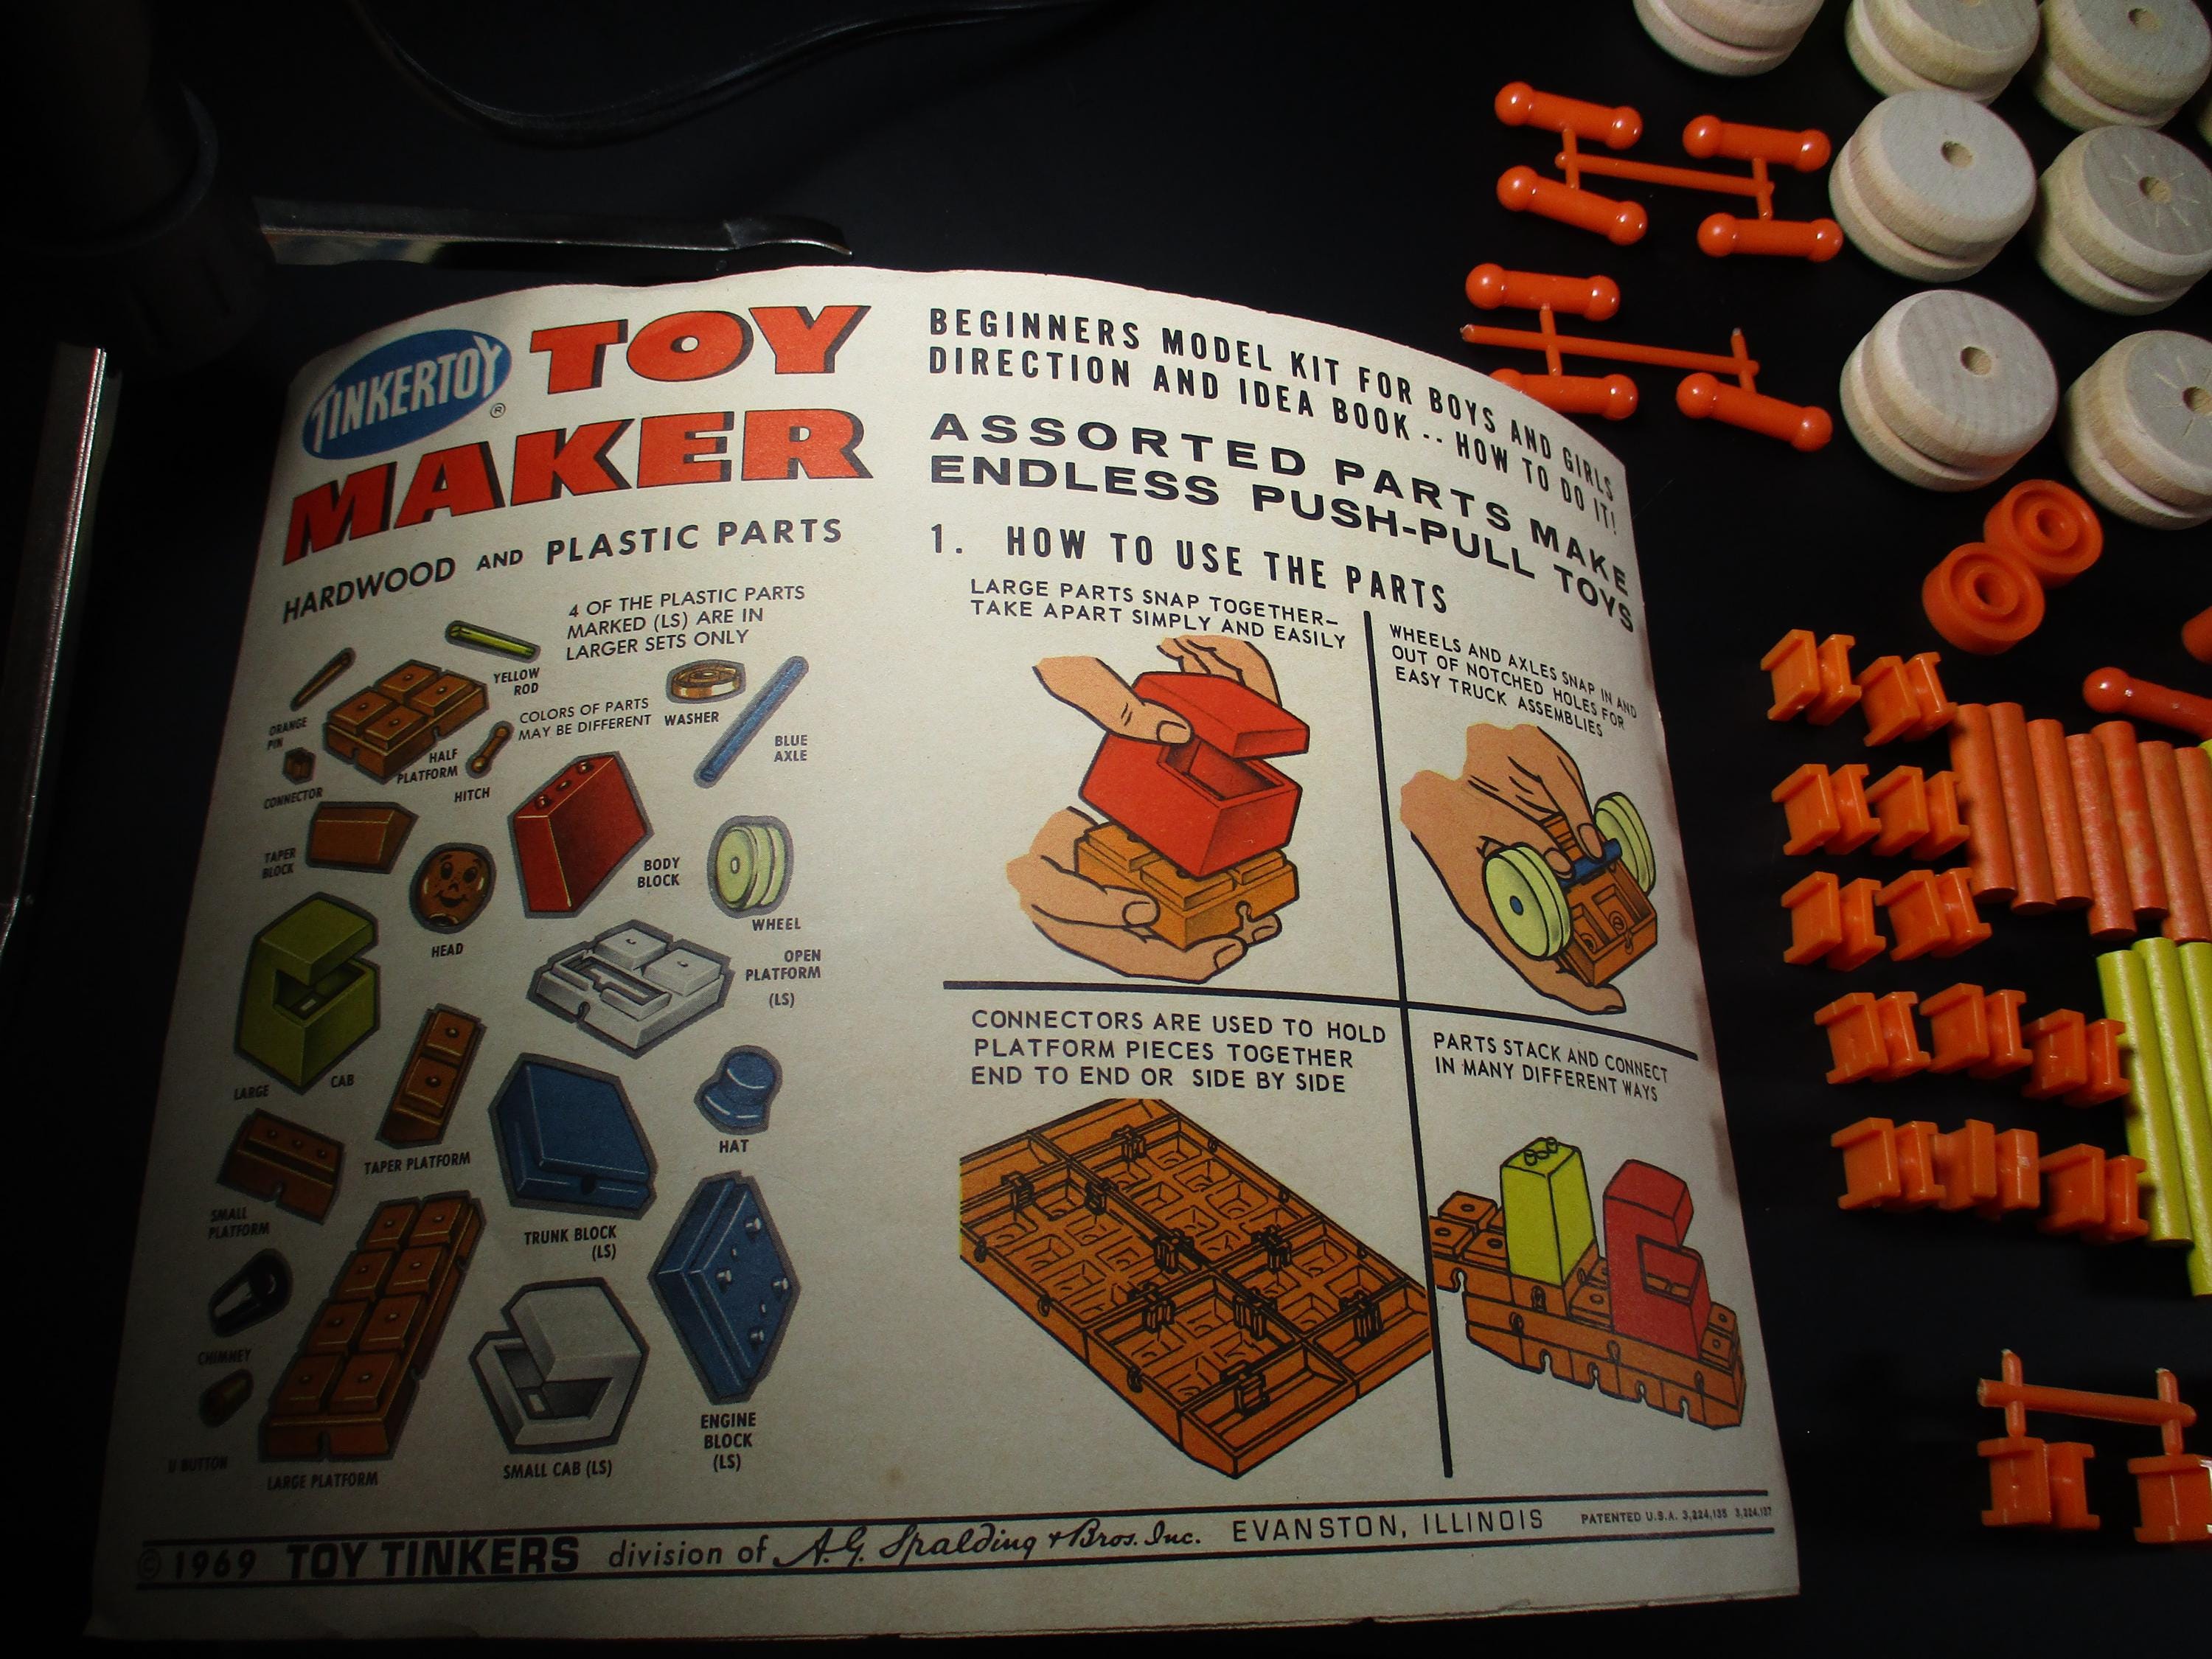 TINKERTOY®
TOY
MAKER
HARDWOOD AND PLASTIC PARTS
4 OF THE PLASTIC PARTS
MARKED (LS) ARE IN
LARGER SETS ONLY
YELLOW
ROD
ORANGE
PIN
COLORS OF PARTS
MAY BE DIFFERENT
WASHER
HALF
PLATFORM
CONNECTOR
HITCH
BLUE
AXLE
TAPER
BLOCK
HEAD
BODY
BLOCK
WHEEL
OPEN
PLATFORM
(LS)
LARGE CAB
TAPER PLATFORM
HAT
SMALL
PLATFORM
TRUNK BLOCK
(LS)
CHIMNEY
U BUTTON
LARGE PLATFORM
SMALL CAB (LS)
ENGINE
BLOCK
(LS)
BEGINNERS MODEL KIT FOR BOYS AND GIRLS
DIRECTION AND IDEA BOOK -- HOW TO DO IT!
ASSORTED PARTS MAKE
ENDLESS PUSH-PULL TOYS
1. HOW TO USE THE PARTS
LARGE PARTS SNAP TOGETHER—
TAKE APART SIMPLY AND EASILY
WHEELS AND AXLES SNAP IN AND
OUT OF NOTCHED HOLES FOR
EASY TRUCK ASSEMBLIES
CONNECTORS ARE USED TO HOLD
PLATFORM PIECES TOGETHER
END TO END OR SIDE BY SIDE
PARTS STACK AND CONNECT
IN MANY DIFFERENT WAYS
© 1969 TOY TINKERS division of A.G. Spalding & Bros. Inc. EVANSTON, ILLINOIS PATENTED U.S.A. 3,224,135 3,224,137